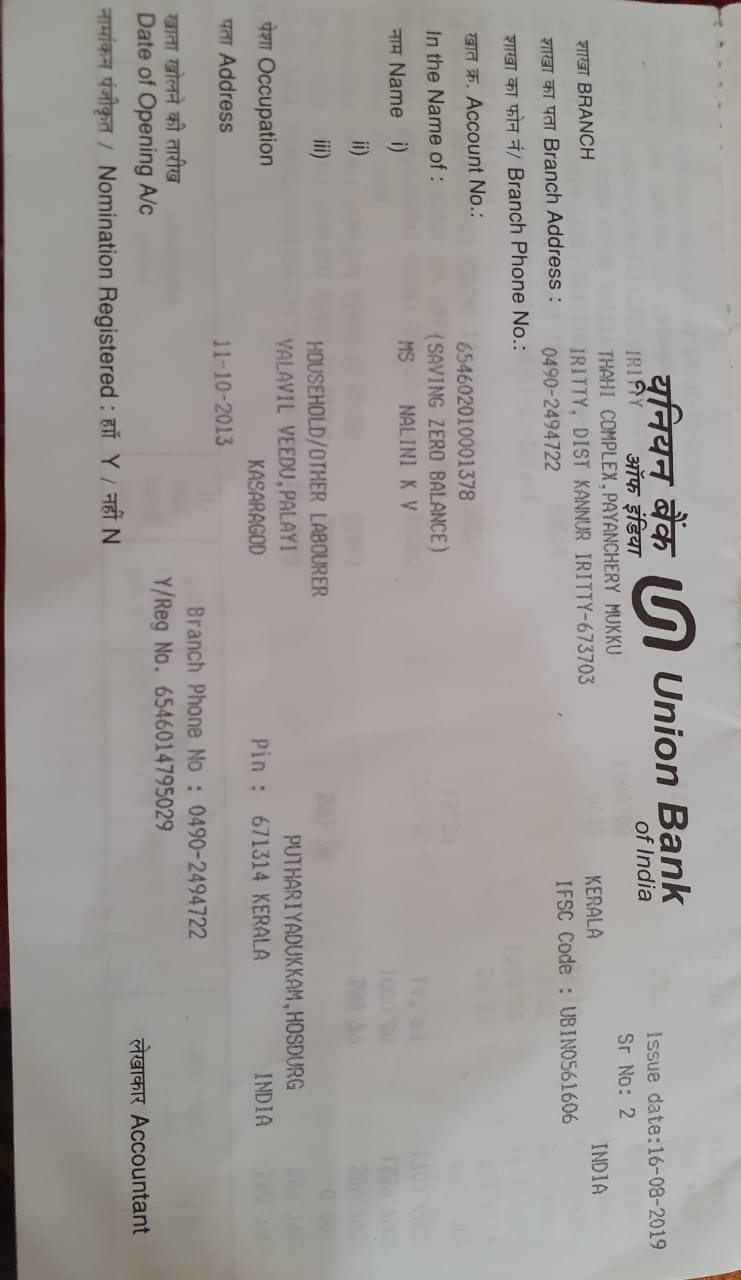 यूनियन बैंक Union Bank
ऑफ इंडिया of India
Issue date:16-08-2019
IRITTY Sr No: 2
शाखा BRANCH THAHI COMPLEX,PAYANCHERY MUKKU KERALA INDIA
शाखा का पता Branch Address : IRITTY, DIST KANNUR IRITTY-673703 IFSC Code : UBIN0561606
शाखा का फोन नं/ Branch Phone No.: 0490-2494722
खात क्र. Account No.: 654602010001378
In the Name of : (SAVING ZERO BALANCE)
नाम Name i) MS NALINI K V
ii)
iii)
पेशा Occupation HOUSEHOLD/OTHER LABOURER
पता Address VALAVIL VEEDU,PALAYI PUTHARIYADUKKAM,HOSDURG
KASARAGOD Pin : 671314 KERALA INDIA
खाता खोलने की तारीख
Date of Opening A/c 11-10-2013
Branch Phone No : 0490-2494722
Y/Reg No. 6546014795029
नामांकन पंजीकृत / Nomination Registered : हाँ Y / नहीं N
लेखाकार Accountant